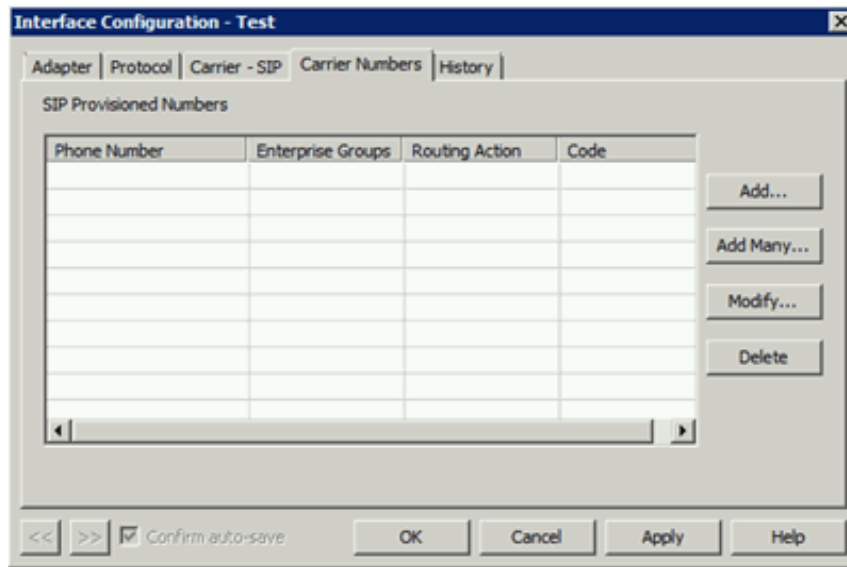 Interface Configuration - Test
Adapter Protocol Carrier - SIP Carrier Numbers History
SIP Provisioned Numbers
Phone Number Enterprise Groups Routing Action Code
Add...
Add Many...
Modify...
Delete
<< >> Confirm auto-save OK Cancel Apply Help